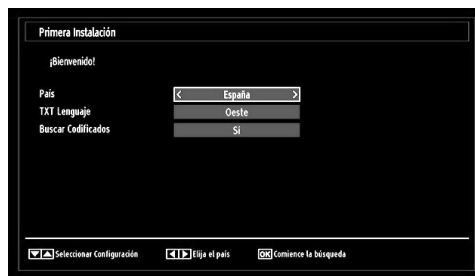 Primera Instalación
¡Bienvenido!
País < España >
TXT Lenguaje Oeste
Buscar Codificados Sí
Seleccionar Configuración Elija el país OK Comience la búsqueda